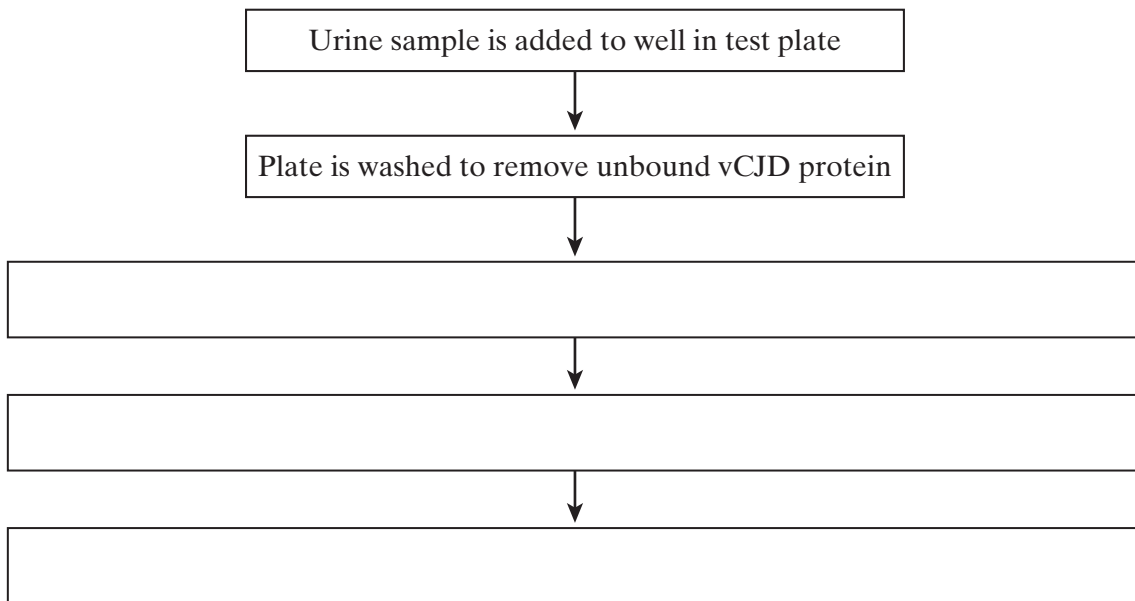 Urine sample is added to well in test plate
Plate is washed to remove unbound vCJD protein